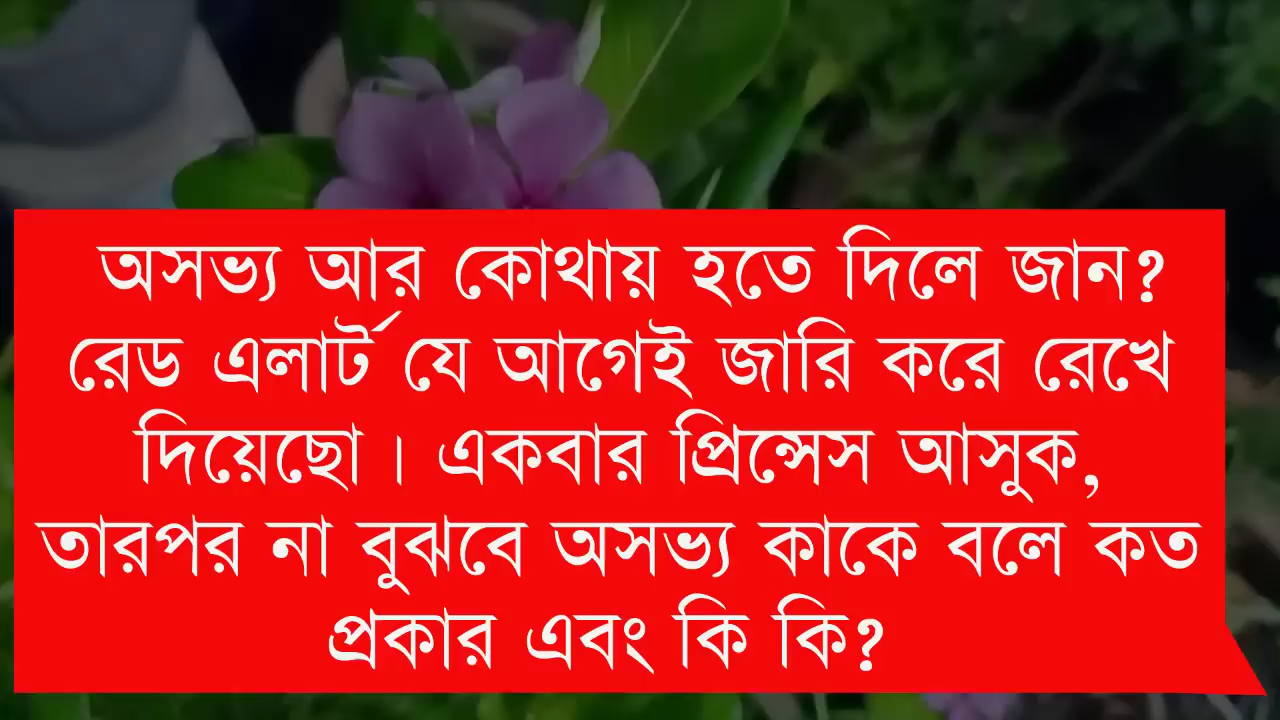 অসভ্য আর কোথায় হতে দিলে জান?
রেড এলার্ট যে আগেই জারি করে রেখে
দিয়েছো। একবার প্রিন্সেস আসুক,
তারপর না বুঝবে অসভ্য কাকে বলে কত
প্রকার এবং কি কি?